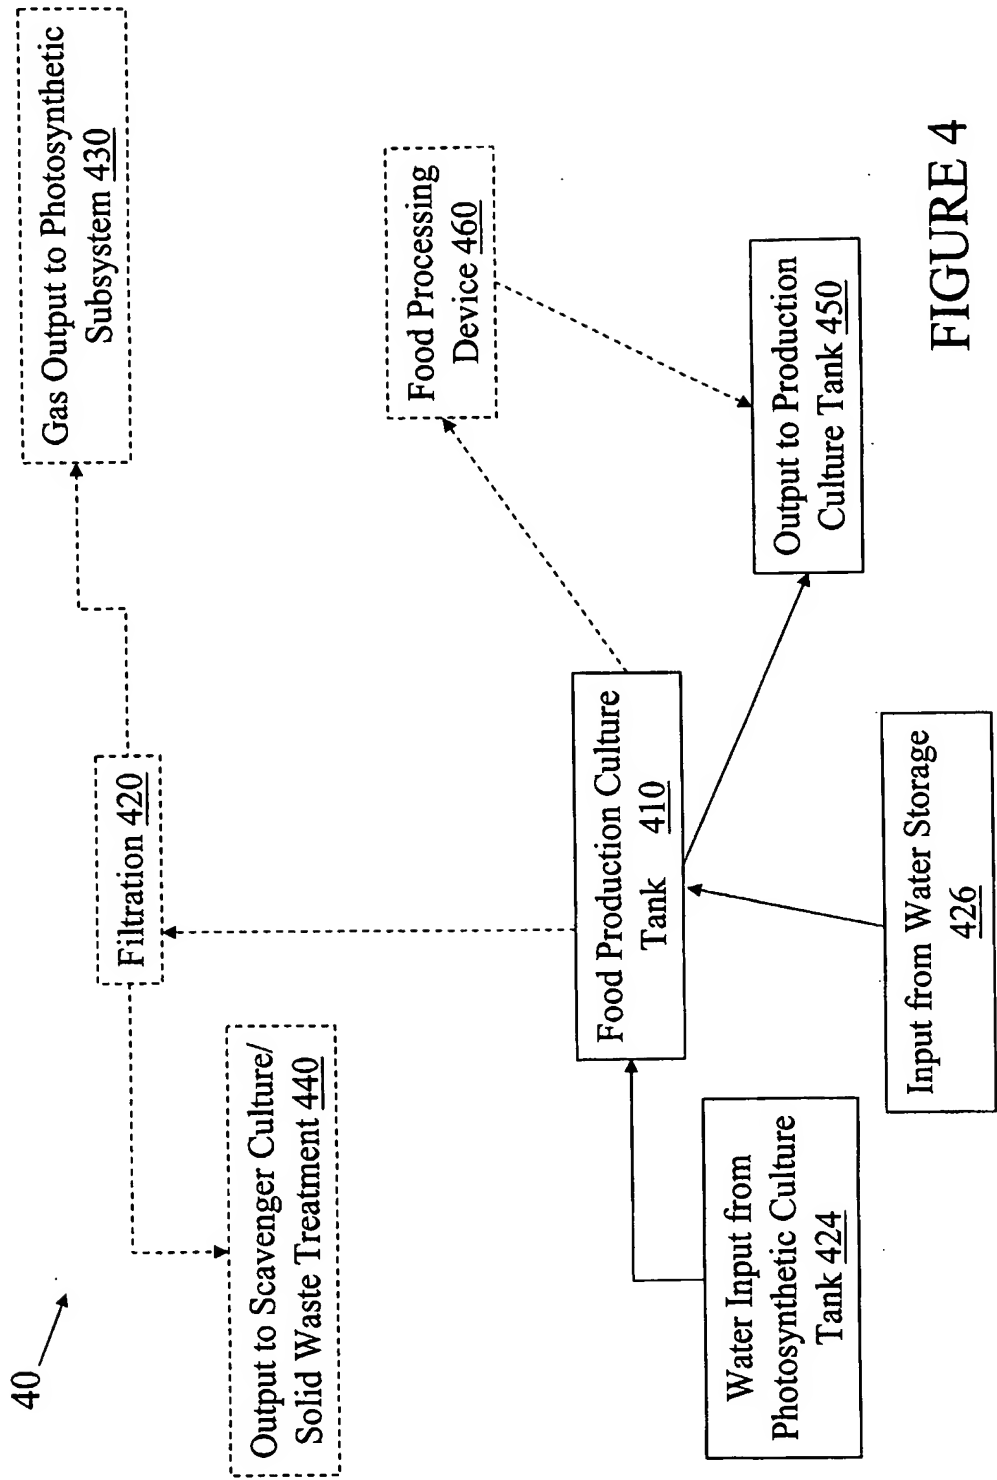 40
Output to Scavenger Culture/
Solid Waste Treatment 440
Filtration 420
Gas Output to Photosynthetic
Subsystem 430
Food Processing
Device 460
Food Production Culture
Tank 410
Water Input from
Photosynthetic Culture
Tank 424
Input from Water Storage
426
Output to Production
Culture Tank 450
FIGURE 4